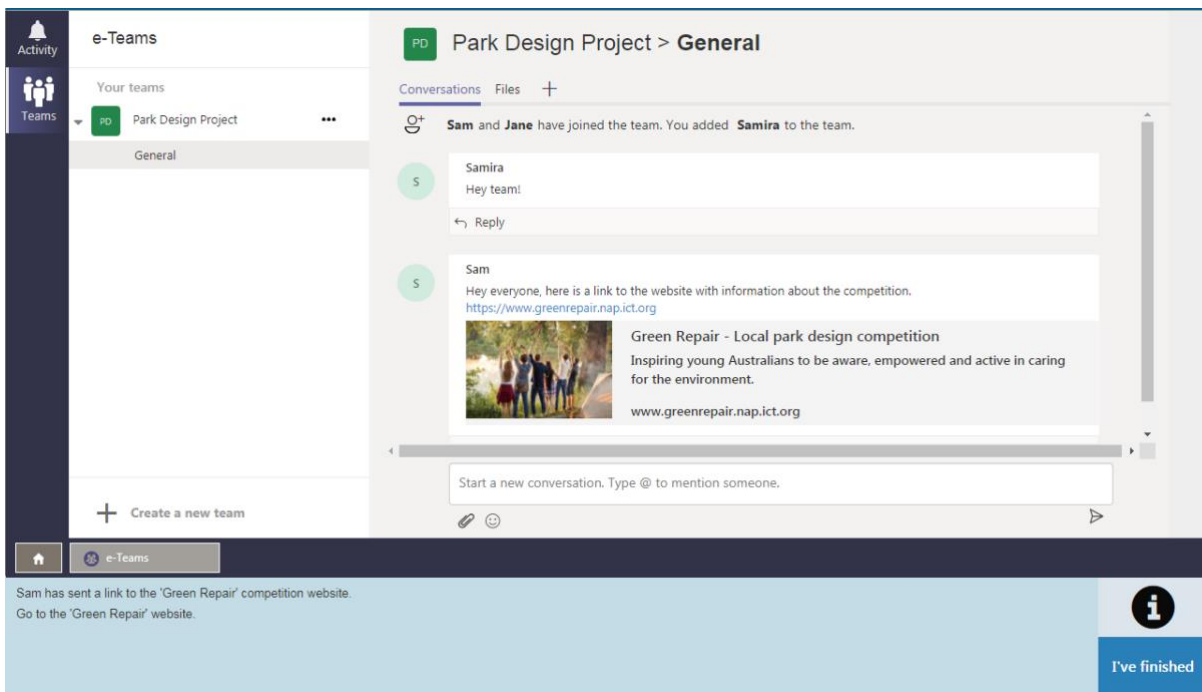 Activity
Teams
e-Teams
Your teams
PD Park Design Project •••
General
+ Create a new team
PD Park Design Project > General
Conversations Files +
Sam and Jane have joined the team. You added Samira to the team.
S
Samira
Hey team!
Reply
S
Sam
Hey everyone, here is a link to the website with information about the competition.
https://www.greenrepair.nap.ict.org
Green Repair - Local park design competition
Inspiring young Australians to be aware, empowered and active in caring
for the environment.
www.greenrepair.nap.ict.org
Start a new conversation. Type @ to mention someone.
e-Teams
Sam has sent a link to the 'Green Repair' competition website.
Go to the 'Green Repair' website.
i
I've finished